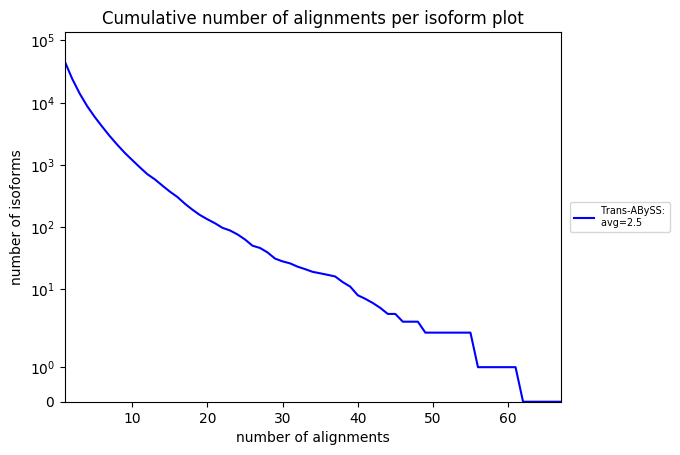 Cumulative number of alignments per isoform plot
10^5
10^4
10^3
10^2
10^1
10^0
0
number of isoforms
10 20 30 40 50 60
number of alignments
Trans-ABySS:
avg=2.5